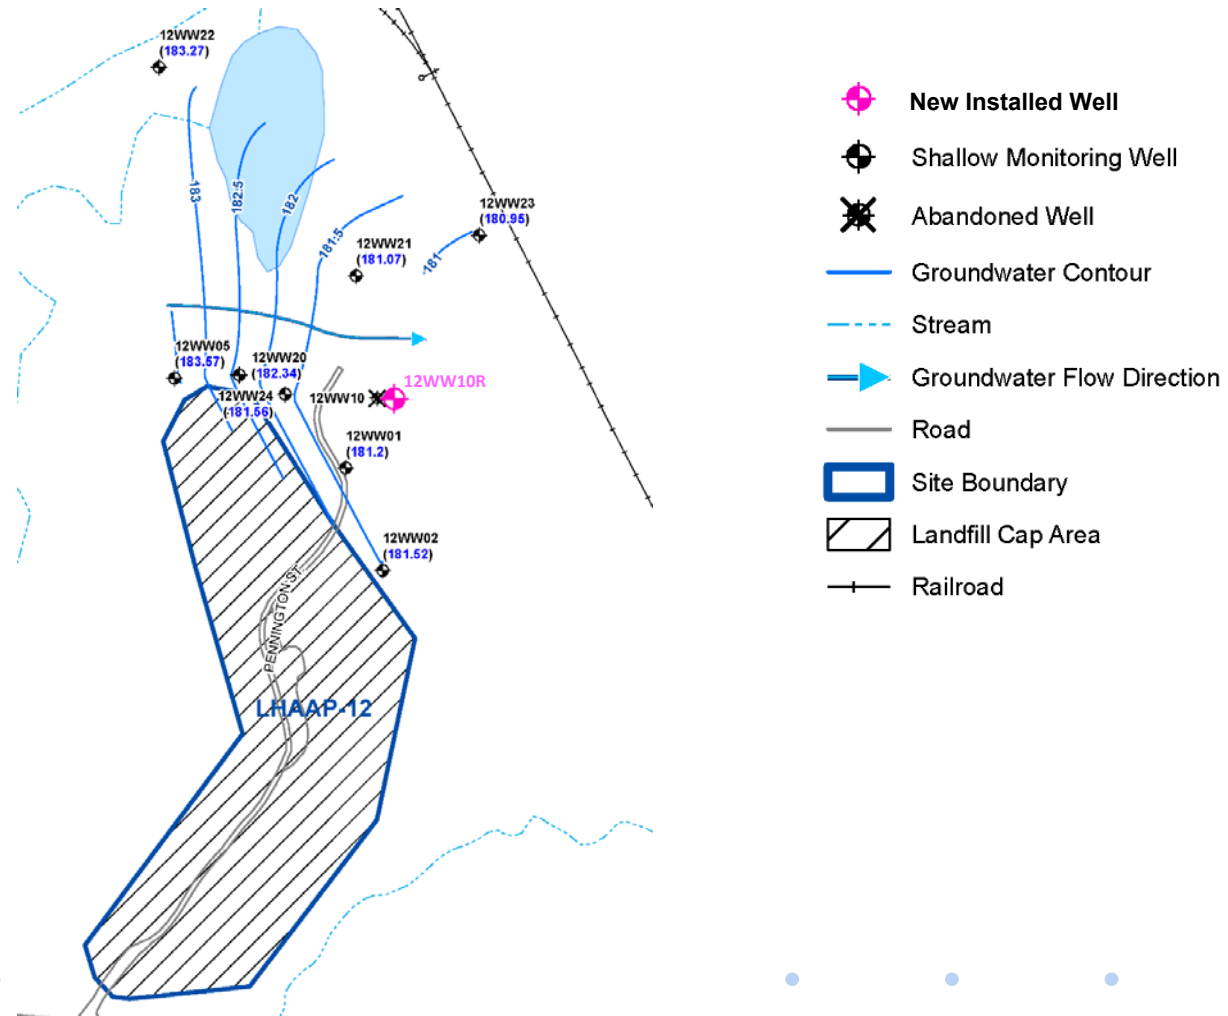 12WW22
(183.27)
New Installed Well
Shallow Monitoring Well
Abandoned Well
Groundwater Contour
Stream
Groundwater Flow Direction
Road
Site Boundary
Landfill Cap Area
Railroad
183
182.5
182
181.5
181
12WW23
(180.95)
12WW21
(181.07)
12WW05
(183.57)
12WW20
(182.34)
12WW24
(181.56)
12WW10
12WW10R
12WW01
(181.2)
12WW02
(181.52)
PENNINGTON ST
LHAAP-12